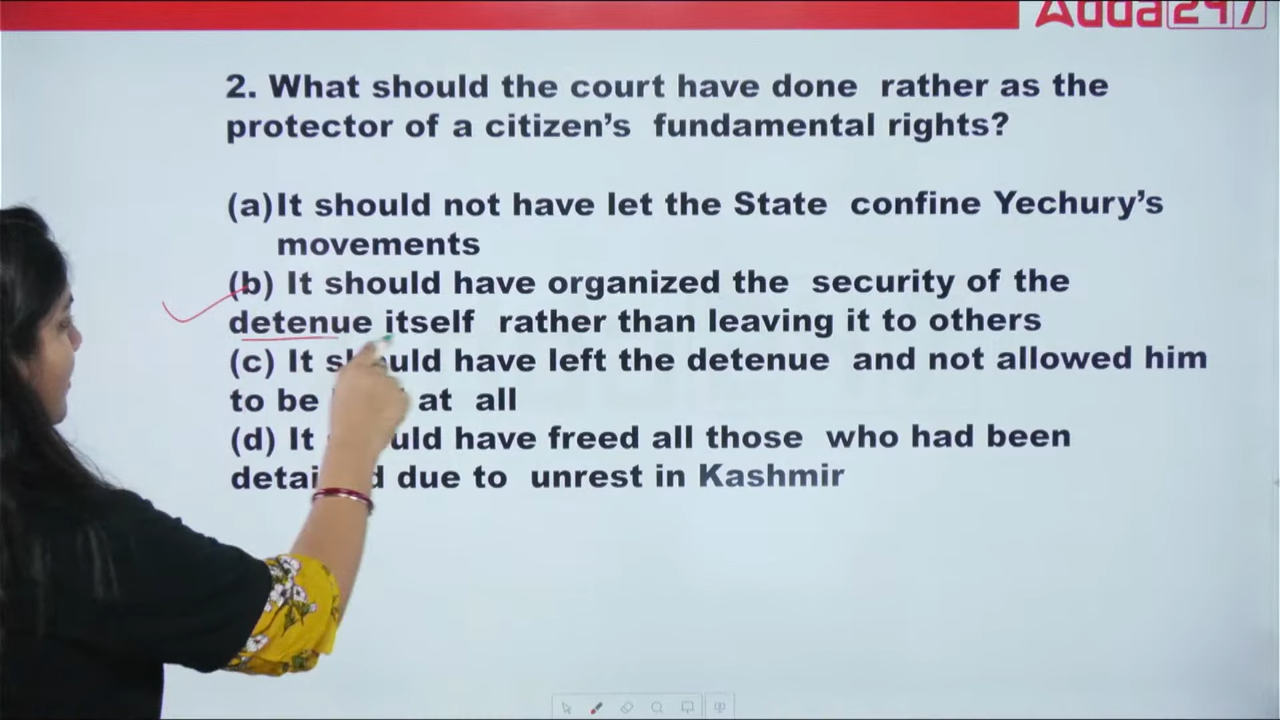 Adda247
2. What should the court have done rather as the
protector of a citizen's fundamental rights?
(a)It should not have let the State confine Yechury's
movements
(b) It should have organized the security of the
detenue itself rather than leaving it to others
(c) It should have left the detenue and not allowed him
to be at all
(d) It should have freed all those who had been
detained due to unrest in Kashmir